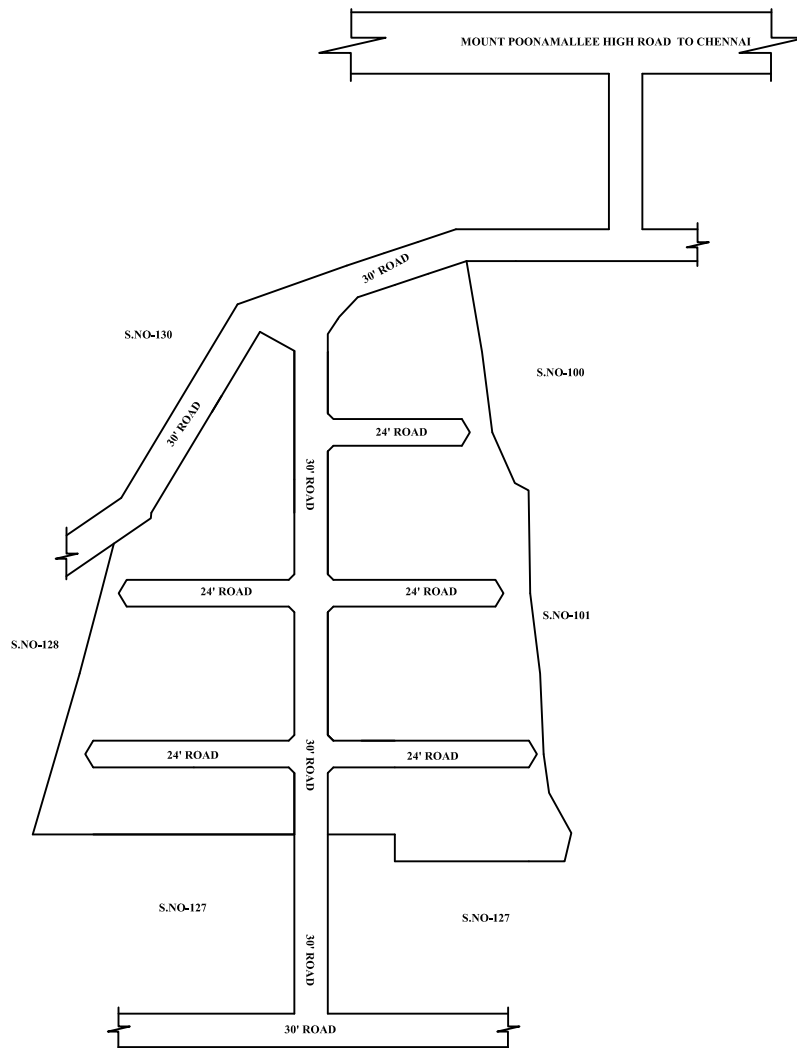 MOUNT POONAMALLEE HIGH ROAD TO CHENNAI
30' ROAD
S.NO-130
S.NO-100
30' ROAD
24' ROAD
30' ROAD
24' ROAD
24' ROAD
S.NO-101
S.NO-128
30' ROAD
24' ROAD
24' ROAD
S.NO-127
S.NO-127
30' ROAD
30' ROAD